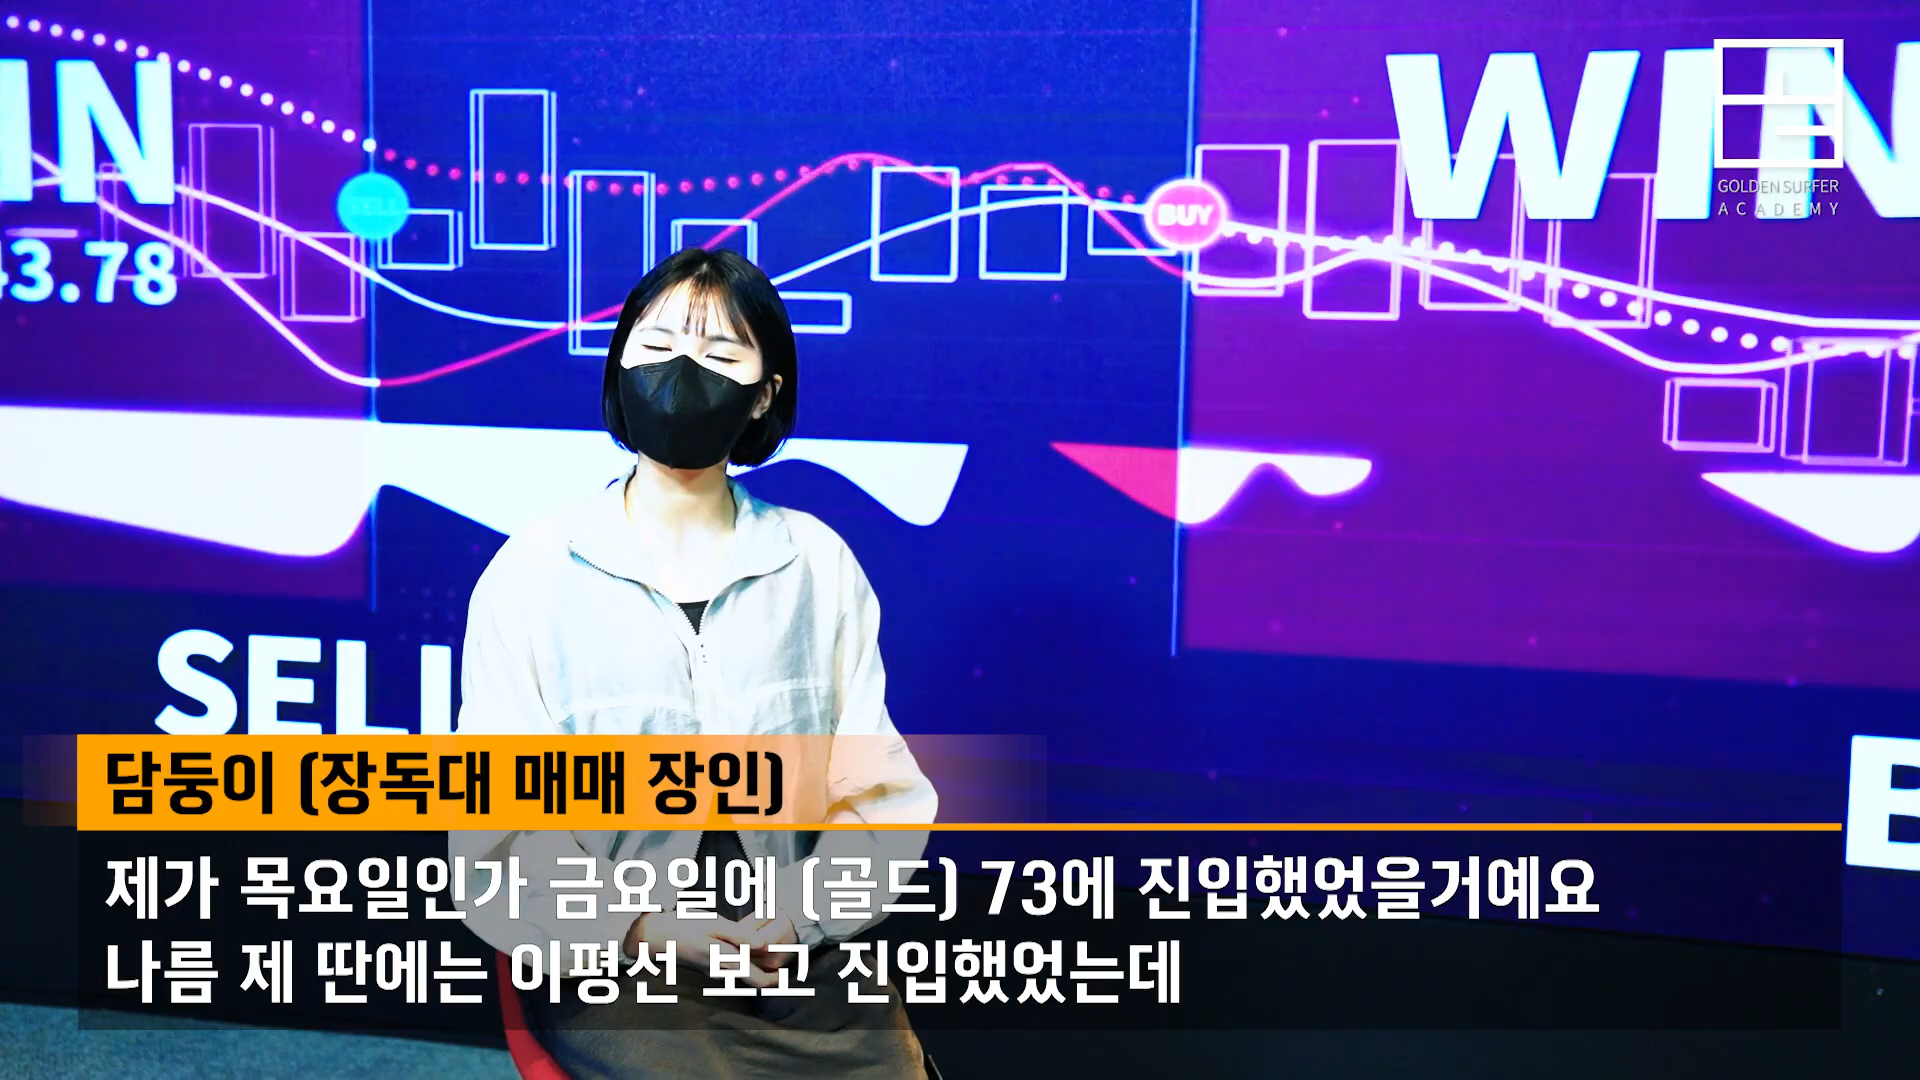 WIN
GOLDEN SURFER
ACADEMY
SELL
BUY
3.78
SELL
담둥이 (장독대 매매 장인)
제가 목요일인가 금요일에 (골드) 73에 진입했었을거예요
나름 제 딴에는 이평선 보고 진입했었는데